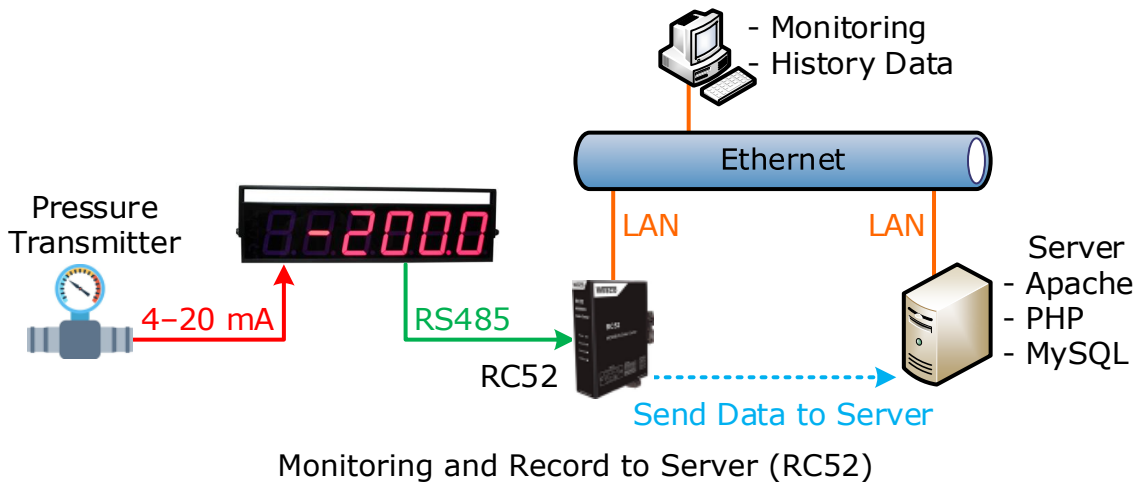 - Monitoring
- History Data
Ethernet
Pressure
Transmitter
-200.0
LAN
LAN
Server
- Apache
- PHP
- MySQL
4–20 mA
RS485
RC52
RC52
Send Data to Server
Monitoring and Record to Server (RC52)